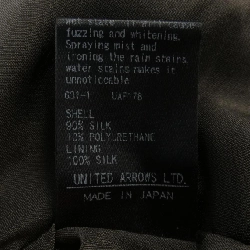 fuzzing and whitening.
Spraying mist and
ironing the rain stains
water stains makes it
unnoticeable.
SHELL
90% SILK
10% POLYURETHANE
LINING
100% SILK
UNITED ARROWS LTD.
MADE IN JAPAN